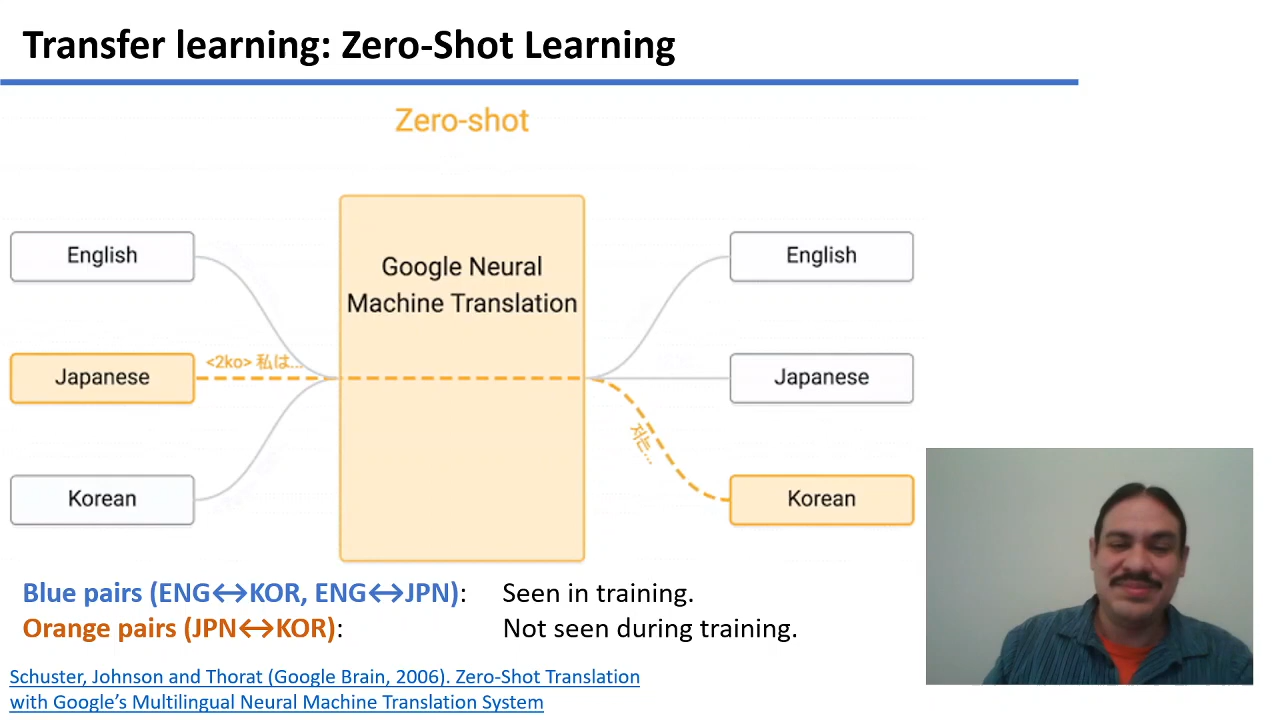 Transfer learning: Zero-Shot Learning
Zero-shot
English
Google Neural
Machine Translation
English
Japanese
<2ko> 私は...
Japanese
저는...
Korean
Korean
Blue pairs (ENG↔KOR, ENG↔JPN): Seen in training.
Orange pairs (JPN↔KOR): Not seen during training.
Schuster, Johnson and Thorat (Google Brain, 2006). Zero-Shot Translation
with Google's Multilingual Neural Machine Translation System